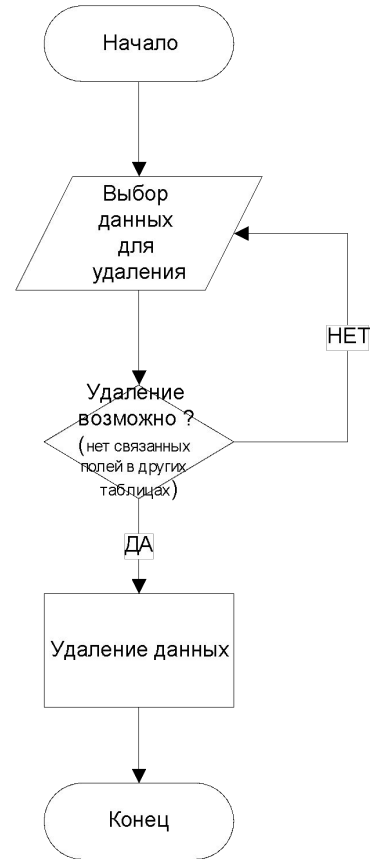 Начало
Выбор
данных
для
удаления
НЕТ
Удаление
возможно ?
(нет связанных
полей в других
таблицах)
ДА
Удаление данных
Конец